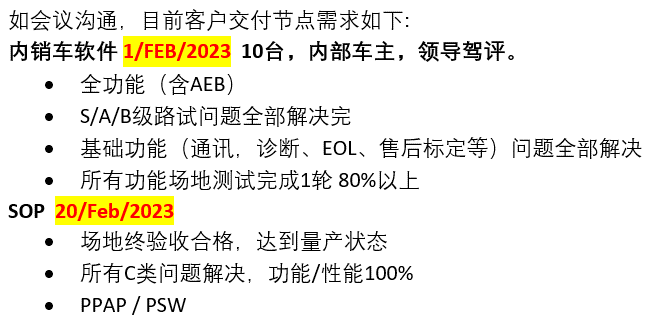 如会议沟通，目前客户交付节点需求如下:
内销车软件 1/FEB/2023 10台，内部车主，领导驾评。
• 全功能（含AEB）
• S/A/B级路试问题全部解决完
• 基础功能（通讯，诊断、EOL、售后标定等）问题全部解决
• 所有功能场地测试完成1轮 80%以上
SOP 20/Feb/2023
• 场地终验收合格，达到量产状态
• 所有C类问题解决，功能/性能100%
• PPAP / PSW